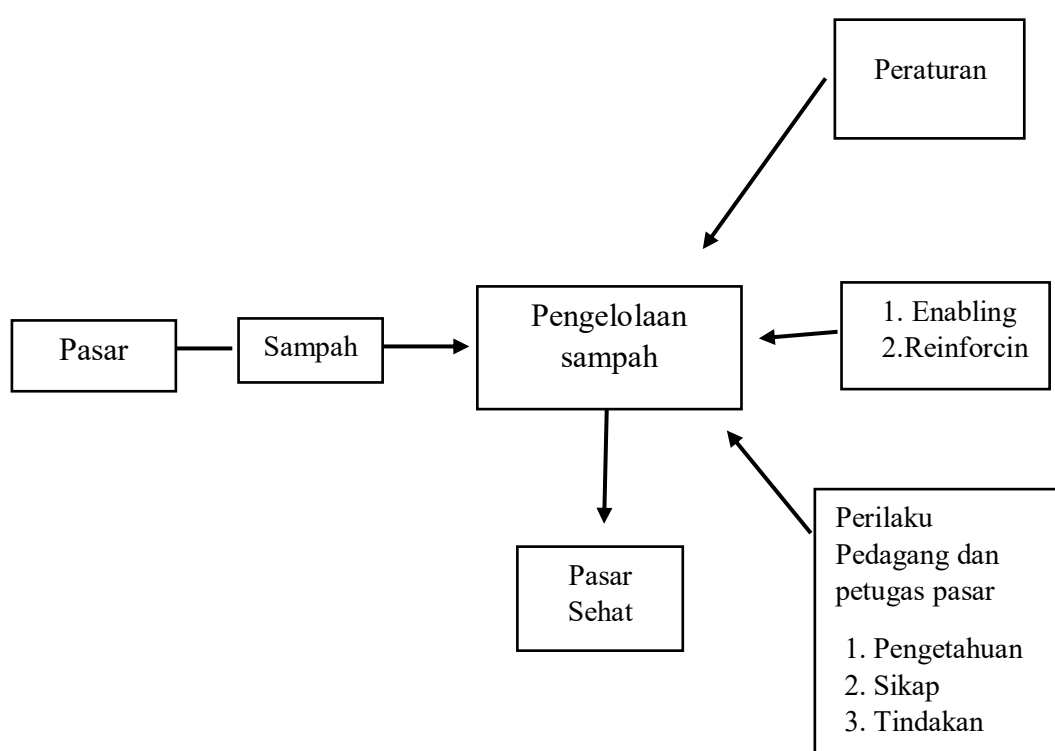 Peraturan
Pasar
Sampah
Pengelolaan
sampah
1. Enabling
2.Reinforcin
Pasar
Sehat
Perilaku
Pedagang dan
petugas pasar
1. Pengetahuan
2. Sikap
3. Tindakan